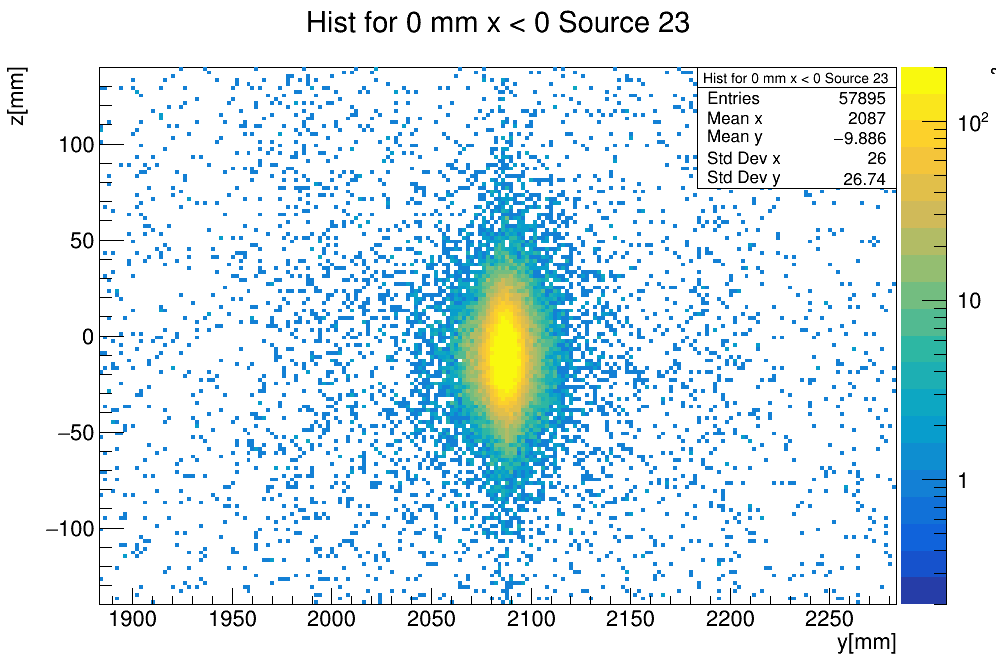 Hist for 0 mm x < 0 Source 23
z[mm]
Hist for 0 mm x < 0 Source 23
Entries 57895
Mean x 2087
Mean y −9.886
Std Dev x 26
Std Dev y 26.74
100
50
0
−50
−100
10²
10
1
1900 1950 2000 2050 2100 2150 2200 2250
y[mm]